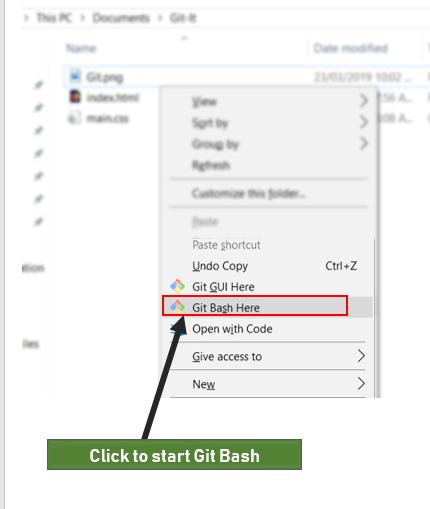 This PC > Documents > Git-It
Name
Date modified
Git.png
23/03/2019 10:02
index.html
:56 A...
main.css
:08 A...
View
Sort by
Group by
Refresh
Customize this folder...
Paste
Paste shortcut
Undo Copy Ctrl+Z
Git GUI Here
Git Bash Here
Open with Code
Give access to
New
ation
iles
Click to start Git Bash